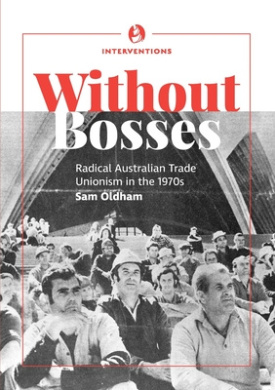 INTERVENTIONS
Without
Bosses
Radical Australian Trade
Unionism in the 1970s
Sam Oldham